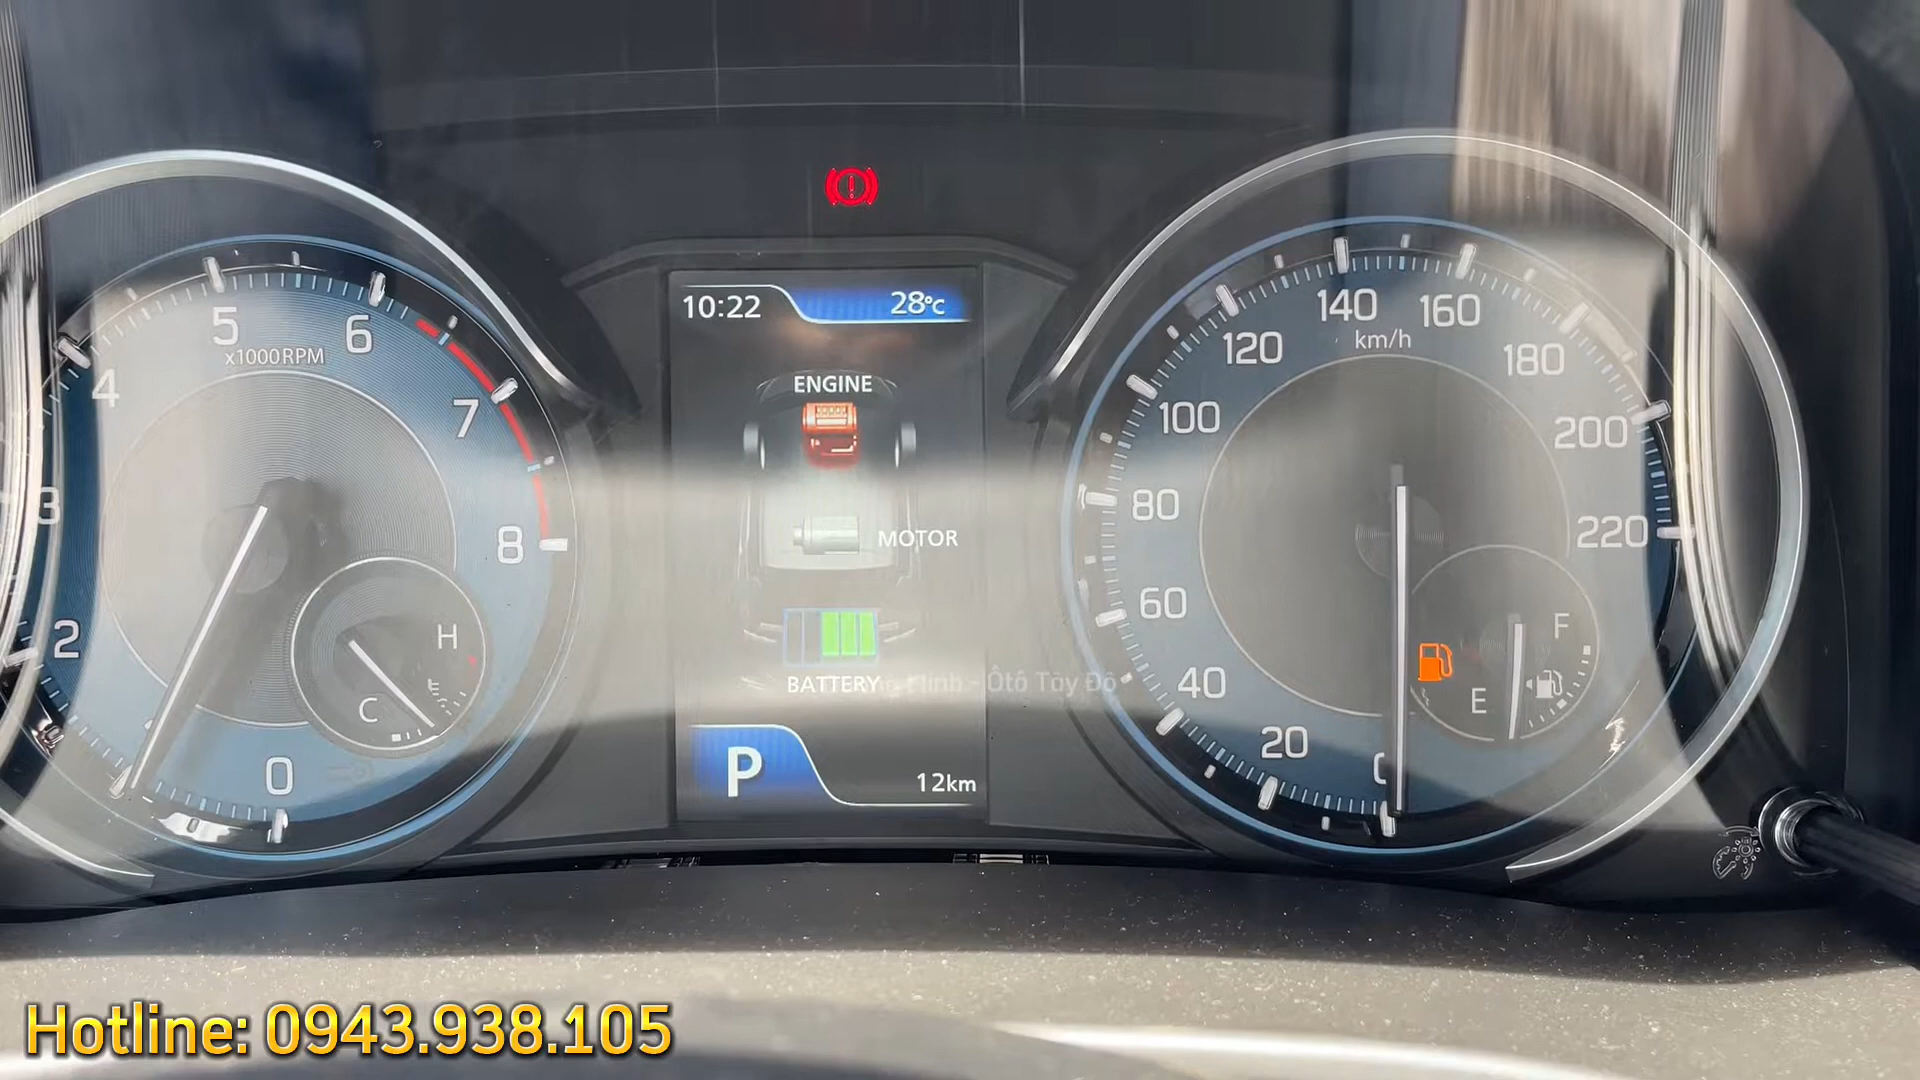 10:22 28°C
ENGINE
MOTOR
BATTERY
P 12km
0 2 3 4 5 6 7 8
x1000RPM
H
C
0 20 40 60 80 100 120 140 160 180 200 220
km/h
F
E
Ôtô Tây Đô
Hotline: 0943.938.105